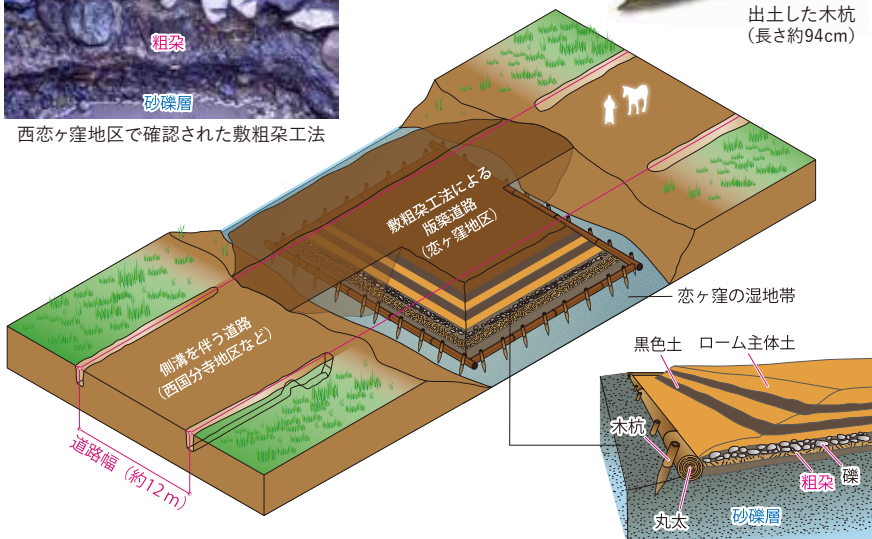 粗朶
砂礫層
西恋ヶ窪地区で確認された敷粗朶工法
出土した木杭
（長さ約94cm）
敷粗朶工法による
版築道路
（恋ヶ窪地区）
恋ヶ窪の湿地帯
側溝を伴う道路
（西国分寺地区など）
道路幅（約12ｍ）
黒色土
ローム主体土
木杭
粗朶
礫
丸太
砂礫層